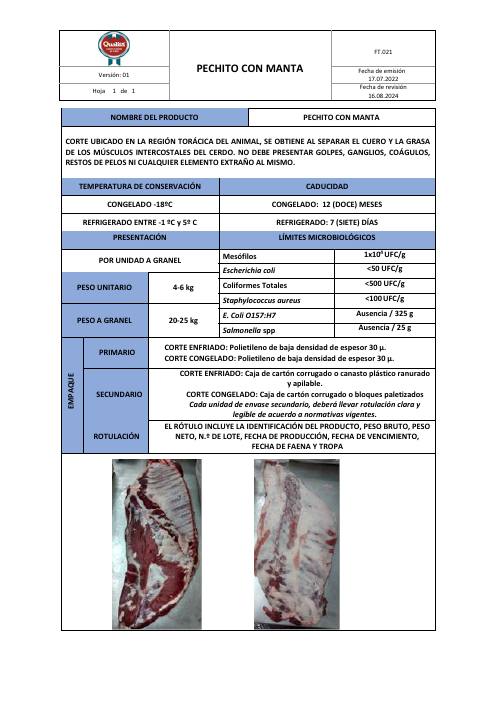 Qualita
PECHITO CON MANTA
FT.021
Versión: 01
Fecha de emisión
17.07.2022
Hoja 1 de 1
Fecha de revisión
16.08.2024
NOMBRE DEL PRODUCTO
PECHITO CON MANTA
CORTE UBICADO EN LA REGIÓN TORÁCICA DEL ANIMAL, SE OBTIENE AL SEPARAR EL CUERO Y LA GRASA
DE LOS MÚSCULOS INTERCOSTALES DEL CERDO. NO DEBE PRESENTAR GOLPES, GANGLIOS, COÁGULOS,
RESTOS DE PELOS NI CUALQUIER ELEMENTO EXTRAÑO AL MISMO.
TEMPERATURA DE CONSERVACIÓN
CADUCIDAD
CONGELADO -18ºC
CONGELADO: 12 (DOCE) MESES
REFRIGERADO ENTRE -1 ºC y 5º C
REFRIGERADO: 7 (SIETE) DÍAS
PRESENTACIÓN
LÍMITES MICROBIOLÓGICOS
POR UNIDAD A GRANEL
Mesófilos
1x10⁶ UFC/g
Escherichia coli
<50 UFC/g
PESO UNITARIO
4-6 kg
Coliformes Totales
<500 UFC/g
Staphylococcus aureus
<100 UFC/g
PESO A GRANEL
20-25 kg
E. Coli O157:H7
Ausencia / 325 g
Salmonella spp
Ausencia / 25 g
EMPAQUE
PRIMARIO
CORTE ENFRIADO: Polietileno de baja densidad de espesor 30 µ.
CORTE CONGELADO: Polietileno de baja densidad de espesor 30 µ.
SECUNDARIO
CORTE ENFRIADO: Caja de cartón corrugado o canasto plástico ranurado
y apilable.
CORTE CONGELADO: Caja de cartón corrugado o bloques paletizados
Cada unidad de envase secundario, deberá llevar rotulación clara y
legible de acuerdo a normativas vigentes.
ROTULACIÓN
EL RÓTULO INCLUYE LA IDENTIFICACIÓN DEL PRODUCTO, PESO BRUTO, PESO
NETO, N.º DE LOTE, FECHA DE PRODUCCIÓN, FECHA DE VENCIMIENTO,
FECHA DE FAENA Y TROPA